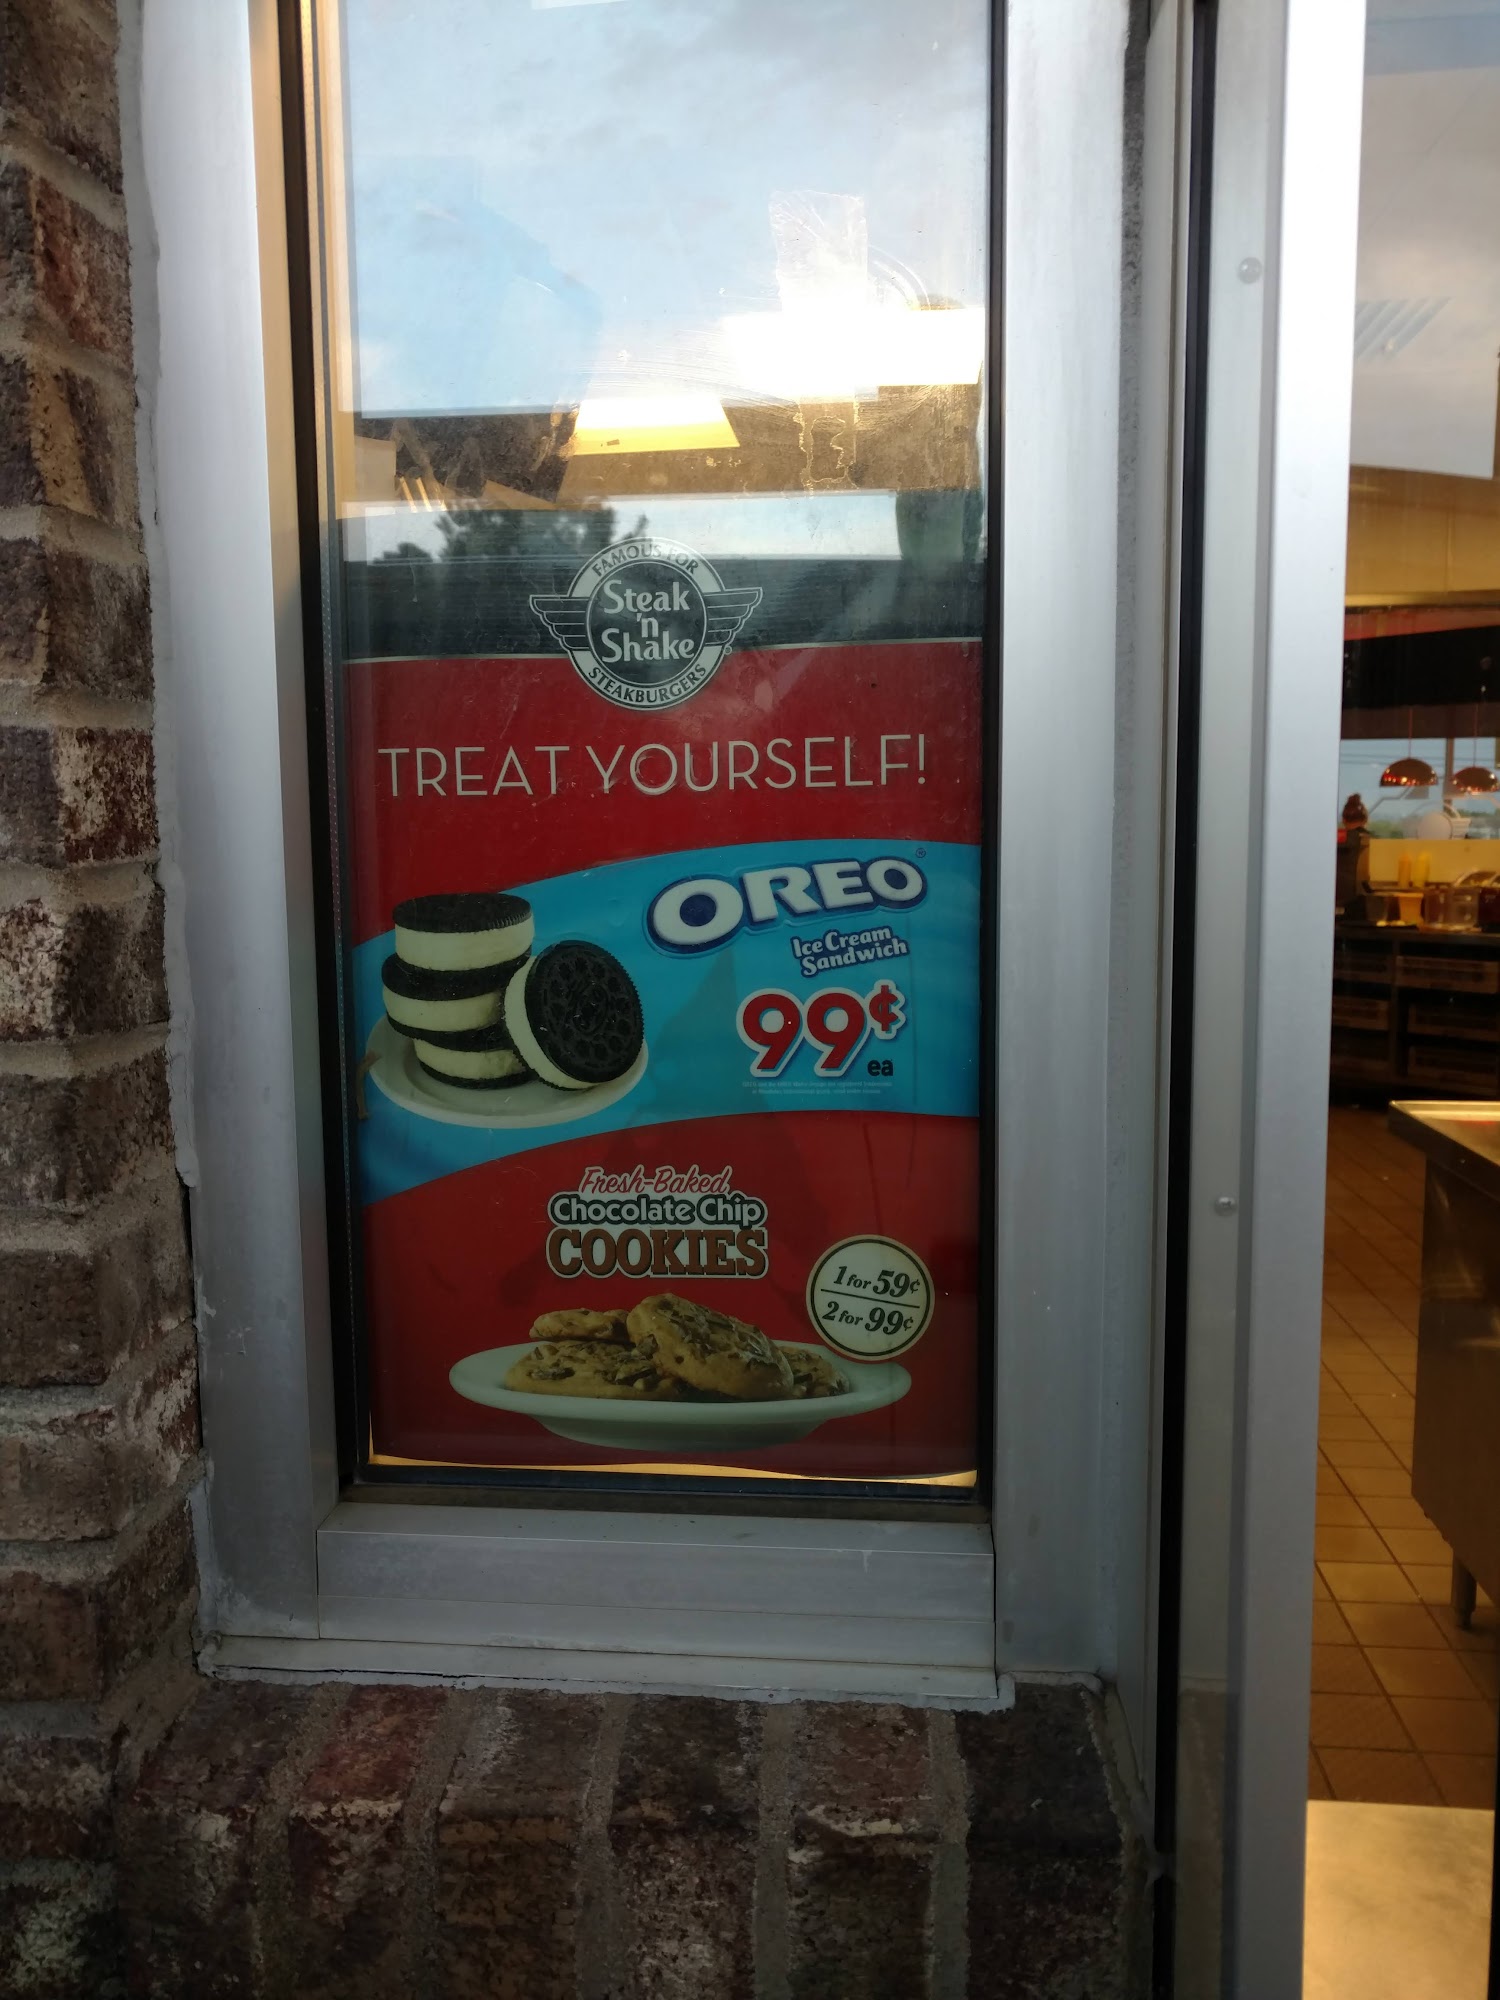 FAMOUS FOR
Steak
'n
Shake
STEAKBURGERS
TREAT YOURSELF!
OREO®
Ice Cream
Sandwich
99¢
ea
Fresh-Baked
Chocolate Chip
COOKIES
1 for 59¢
2 for 99¢